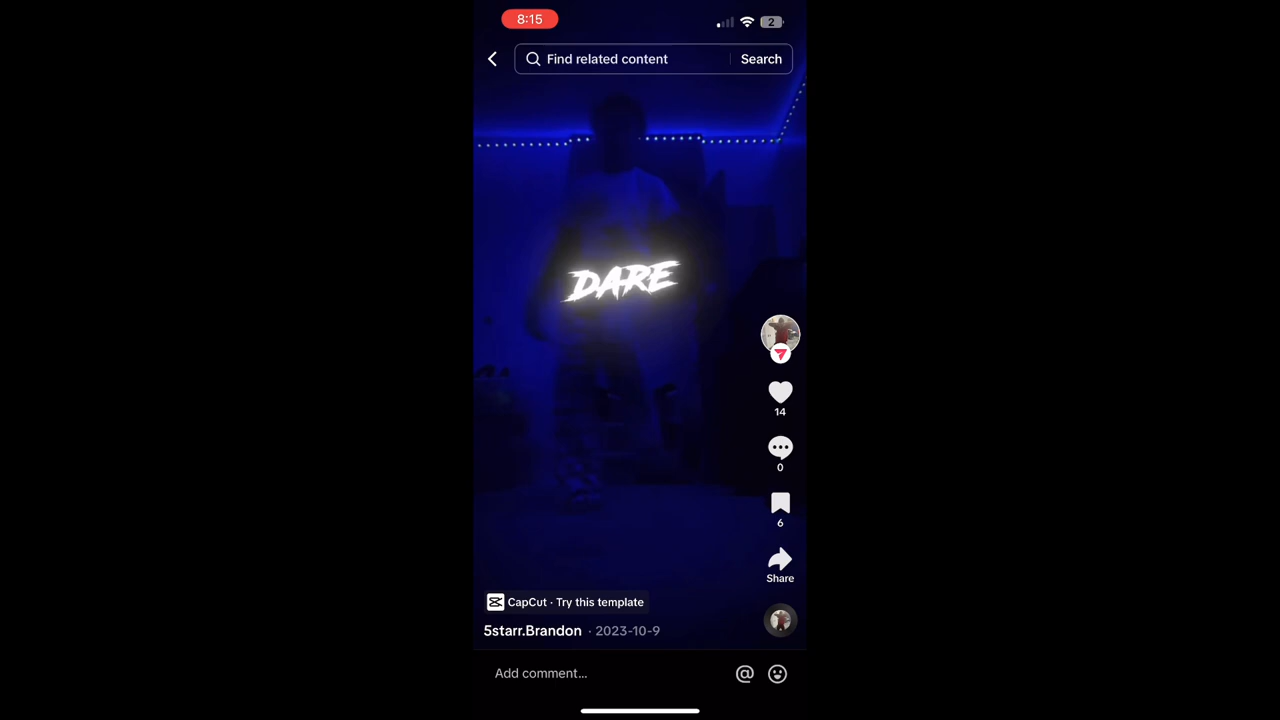 8:15
2
Find related content
Search
DARE
14
0
6
Share
CapCut · Try this template
5starr.Brandon · 2023-10-9
Add comment...
@